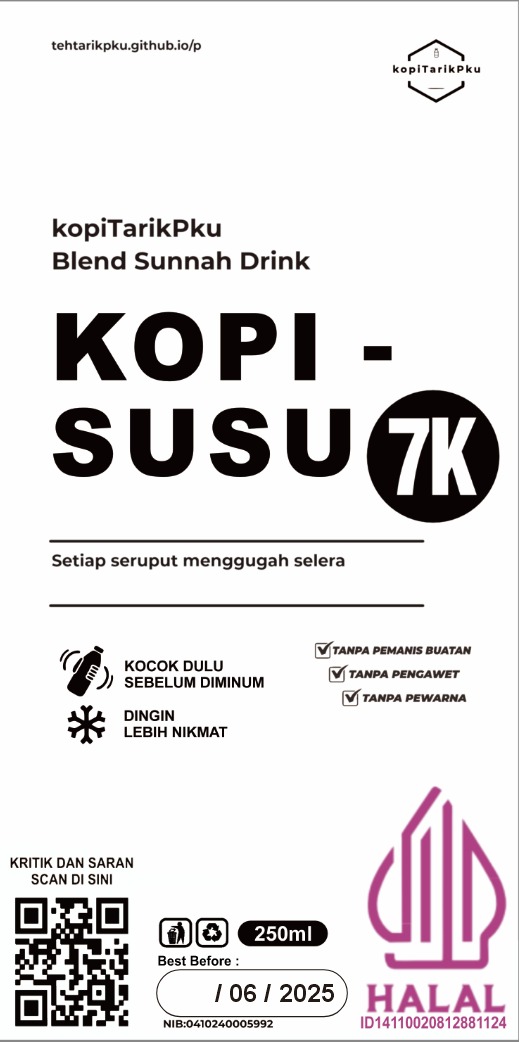 tehtarikpku.github.io/p
kopiTarikPku
kopiTarikPku
Blend Sunnah Drink
KOPI -
SUSU
7K
Setiap seruput menggugah selera
KOCOK DULU
SEBELUM DIMINUM
DINGIN
LEBIH NIKMAT
TANPA PEMANIS BUATAN
TANPA PENGAWET
TANPA PEWARNA
KRITIK DAN SARAN
SCAN DI SINI
250ml
Best Before :
/ 06 / 2025
NIB:0410240005992
HALAL
ID14110020812881124